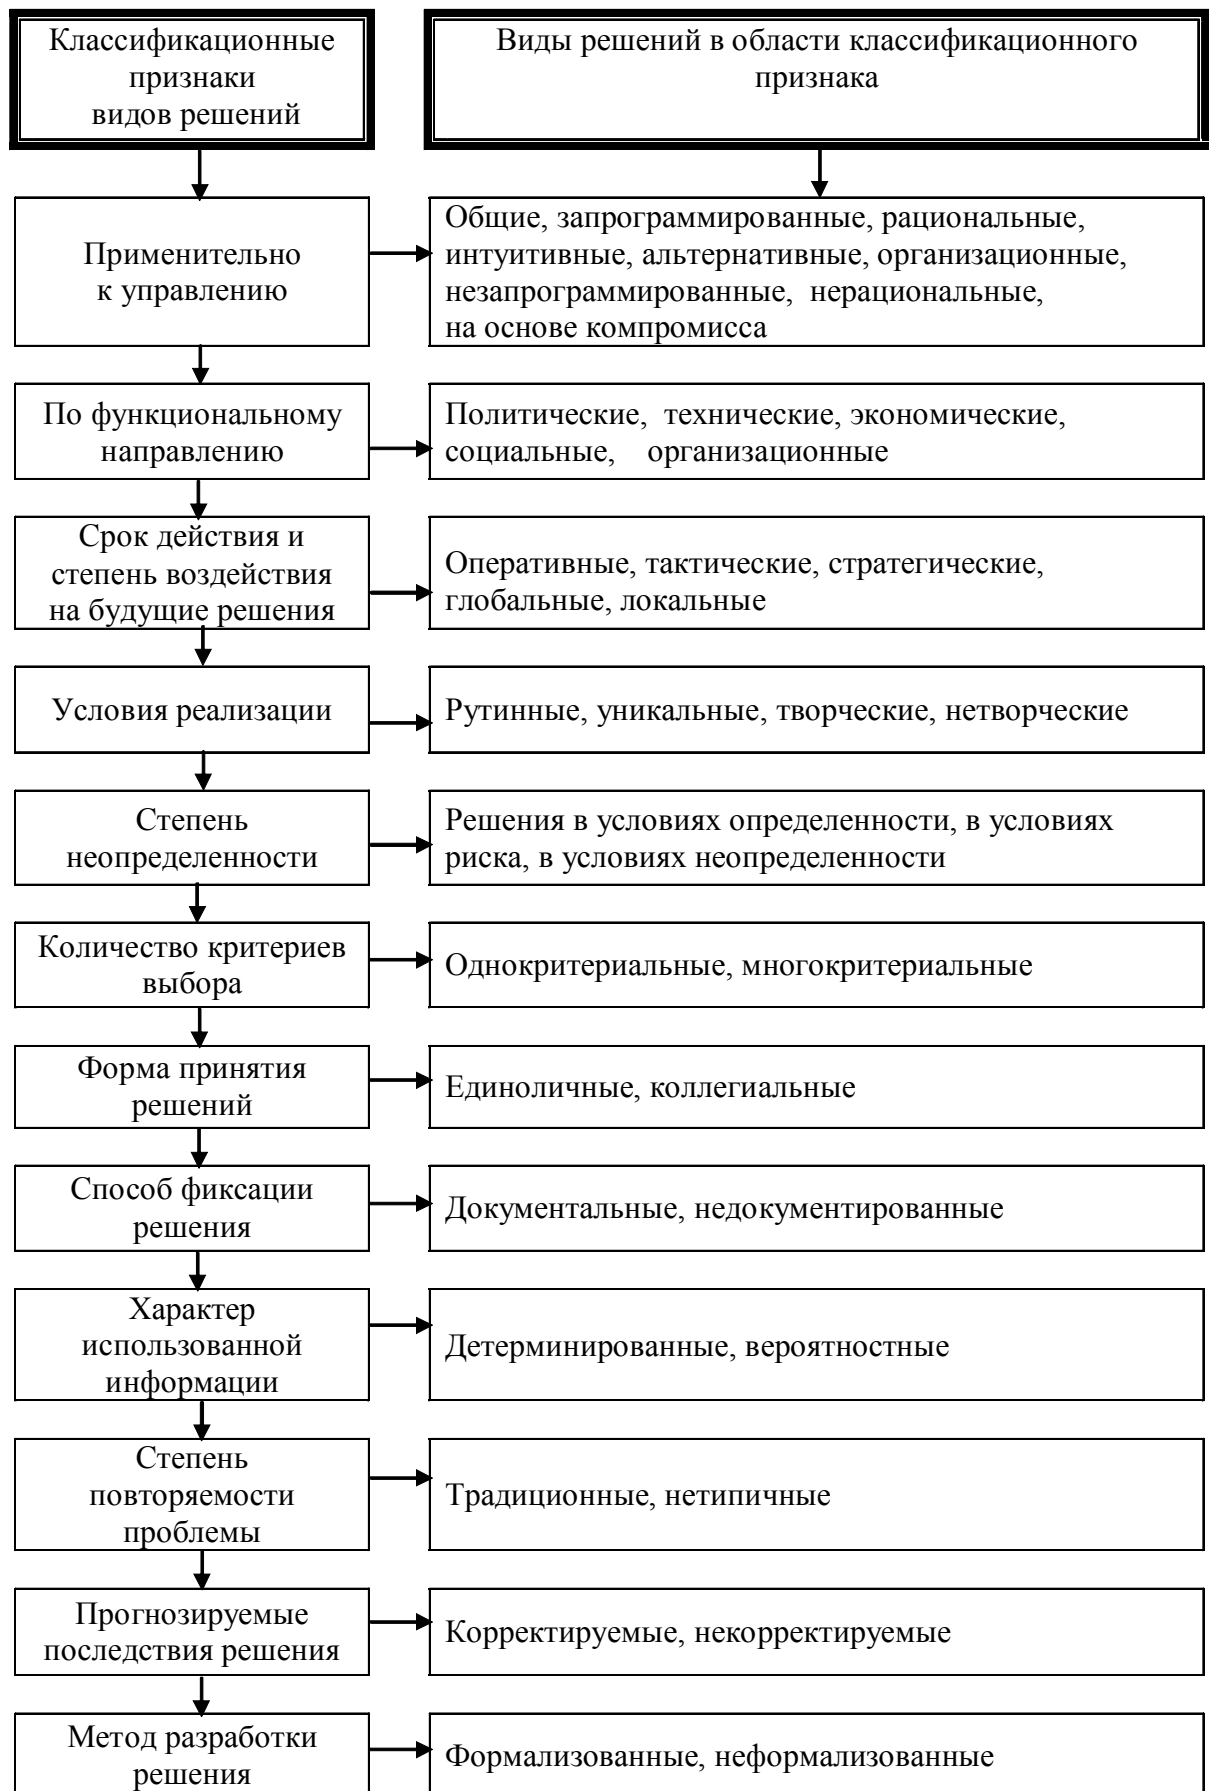 Классификационные
признаки
видов решений
Виды решений в области классификационного
признака
Применительно
к управлению
Общие, запрограммированные, рациональные,
интуитивные, альтернативные, организационные,
незапрограммированные, нерациональные,
на основе компромисса
По функциональному
направлению
Политические, технические, экономические,
социальные, организационные
Срок действия и
степень воздействия
на будущие решения
Оперативные, тактические, стратегические,
глобальные, локальные
Условия реализации
Рутинные, уникальные, творческие, нетворческие
Степень
неопределенности
Решения в условиях определенности, в условиях
риска, в условиях неопределенности
Количество критериев
выбора
Однокритериальные, многокритериальные
Форма принятия
решений
Единоличные, коллегиальные
Способ фиксации
решения
Документальные, недокументированные
Характер
использованной
информации
Детерминированные, вероятностные
Степень
повторяемости
проблемы
Традиционные, нетипичные
Прогнозируемые
последствия решения
Корректируемые, некорректируемые
Метод разработки
решения
Формализованные, неформализованные